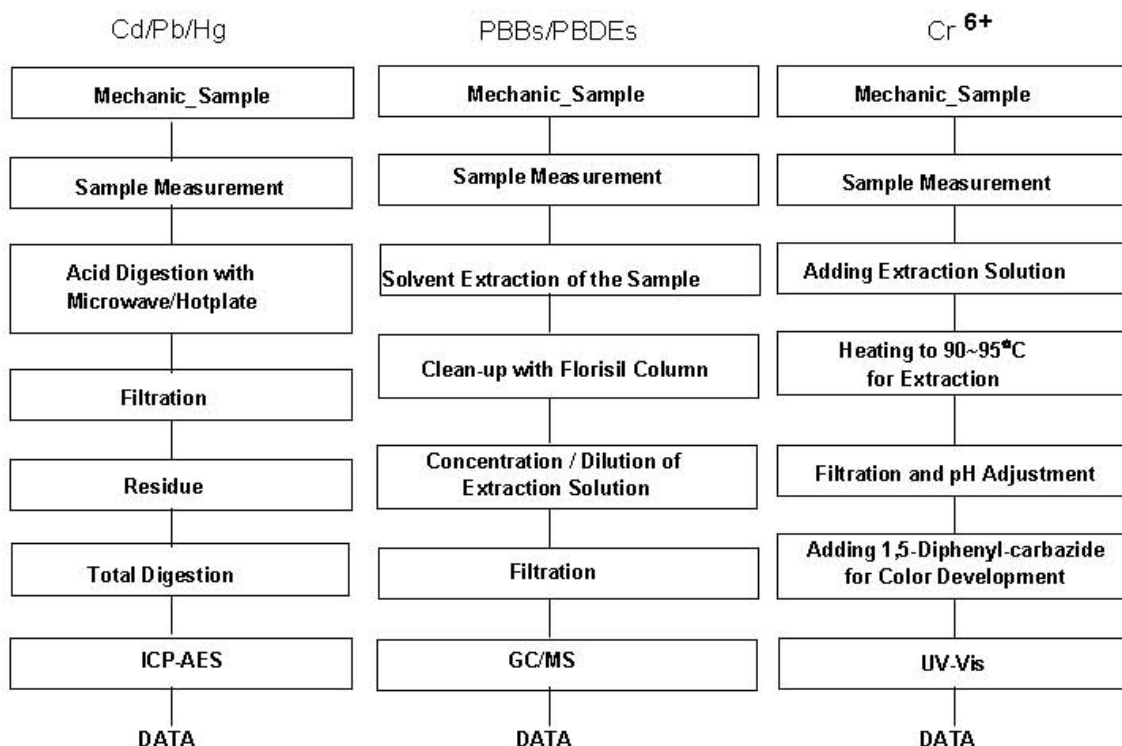 Cd/Pb/Hg
Mechanic_Sample
Sample Measurement
Acid Digestion with
Microwave/Hotplate
Filtration
Residue
Total Digestion
ICP-AES
DATA
PBBs/PBDEs
Mechanic_Sample
Sample Measurement
Solvent Extraction of the Sample
Clean-up with Florisil Column
Concentration / Dilution of
Extraction Solution
Filtration
GC/MS
DATA
Cr 6+
Mechanic_Sample
Sample Measurement
Adding Extraction Solution
Heating to 90~95°C
for Extraction
Filtration and pH Adjustment
Adding 1,5-Diphenyl-carbazide
for Color Development
UV-Vis
DATA